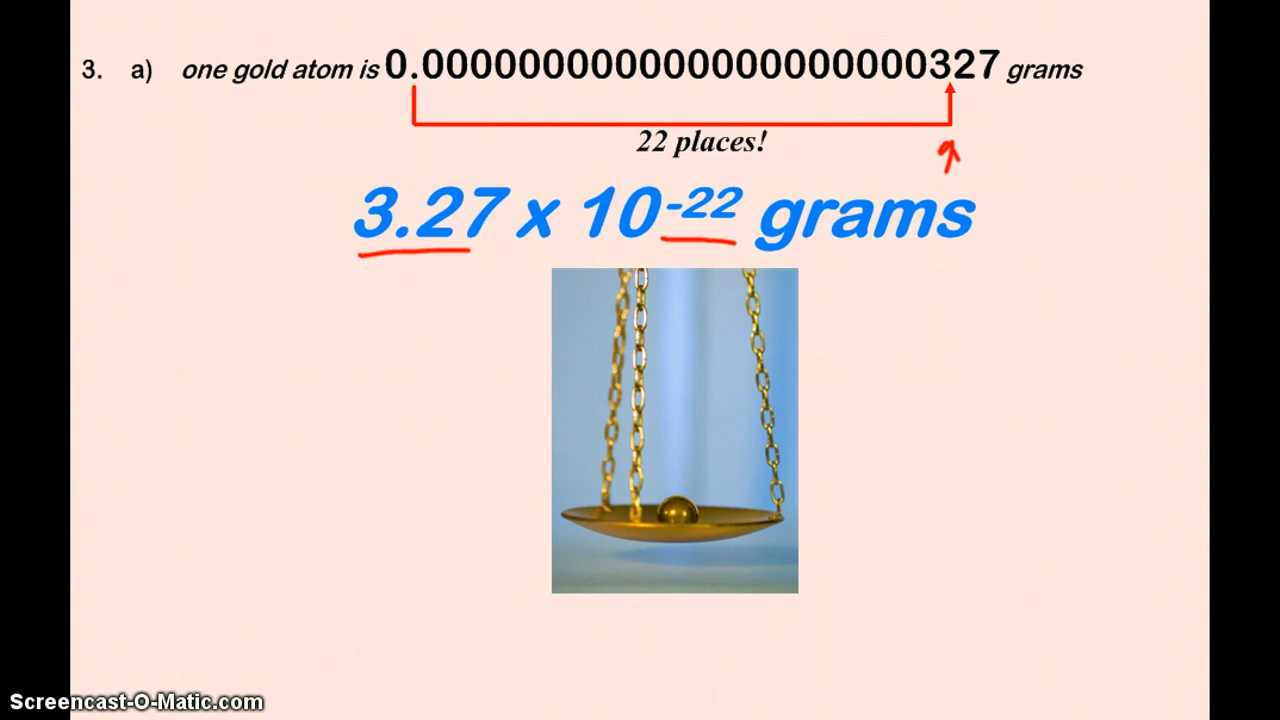 3. a) one gold atom is 0.000000000000000000000327 grams
22 places!
3.27 x 10⁻²² grams
Screencast-O-Matic.com